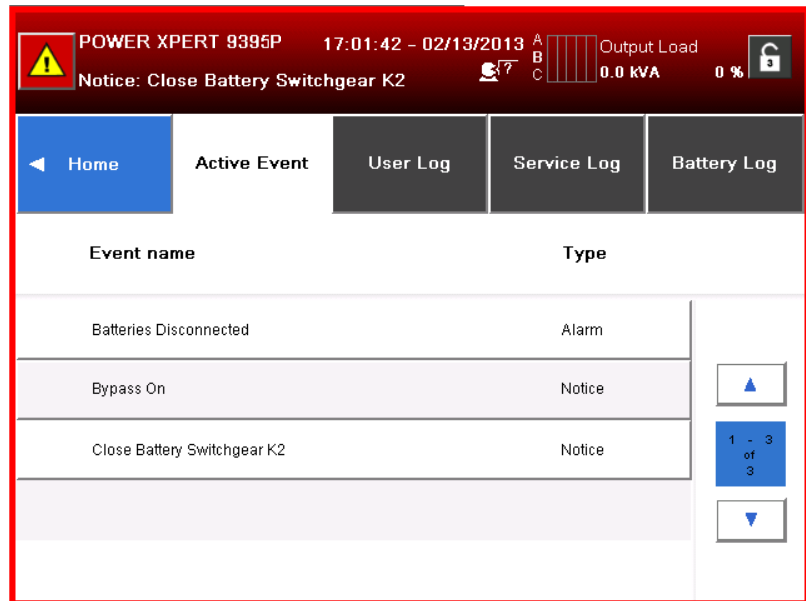 POWER XPERT 9395P 17:01:42 - 02/13/2013 A Output Load
B
Notice: Close Battery Switchgear K2 ? C 0.0 kVA 0 % 3
Home Active Event User Log Service Log Battery Log
Event name Type
Batteries Disconnected Alarm
Bypass On Notice
Close Battery Switchgear K2 Notice
1 - 3
of
3